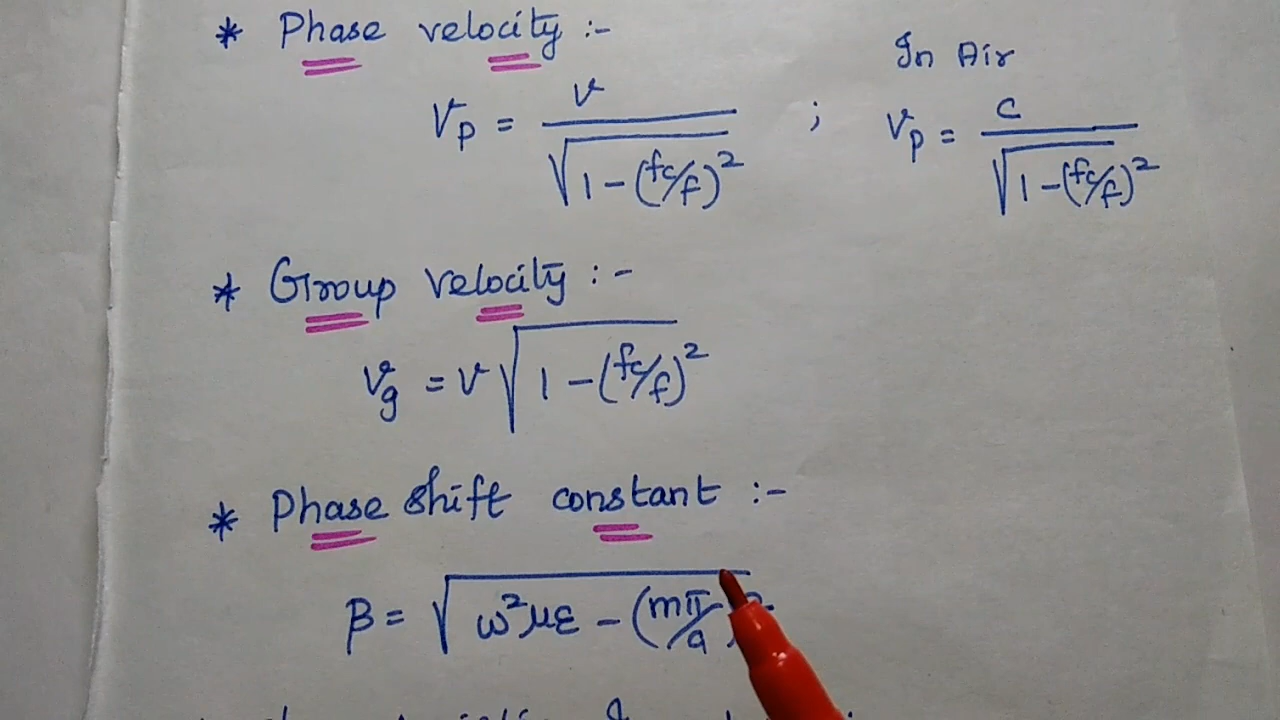 * Phase velocity :-
Vp = v / √(1-(fc/f)²) ; In Air Vp = c / √(1-(fc/f)²)
* Group velocity :-
Vg = v √(1-(fc/f)²)
* Phase shift constant :-
β = √(ω²με - (mπ/a)²